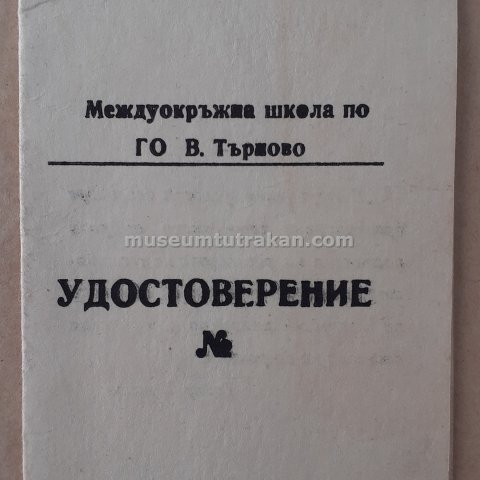 Междуокръжна школа по
ГО В. Търново
museumtutrakan.com
УДОСТОВЕРЕНИЕ
№